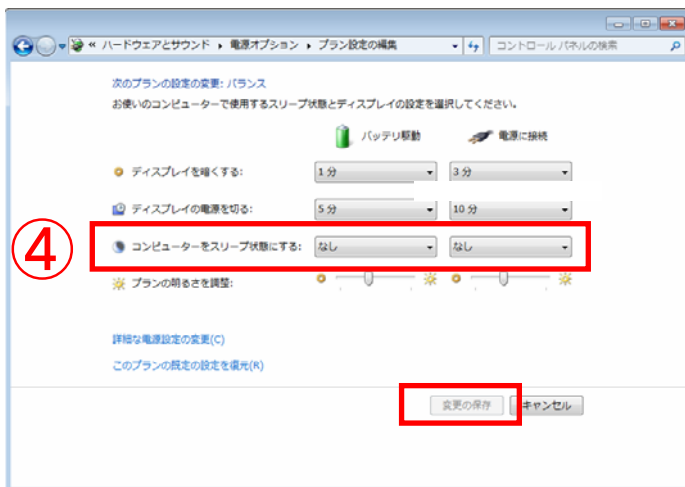 « ハードウェアとサウンド ▸ 電源オプション ▸ プラン設定の編集
コントロール パネルの検索
次のプランの設定の変更: バランス
お使いのコンピューターで使用するスリープ状態とディスプレイの設定を選択してください。
バッテリ駆動 電源に接続
ディスプレイを暗くする: 1 分 3 分
ディスプレイの電源を切る: 5 分 10 分
④ コンピューターをスリープ状態にする: なし なし
プランの明るさを調整:
詳細な電源設定の変更(C)
このプランの既定の設定を復元(R)
変更の保存 キャンセル